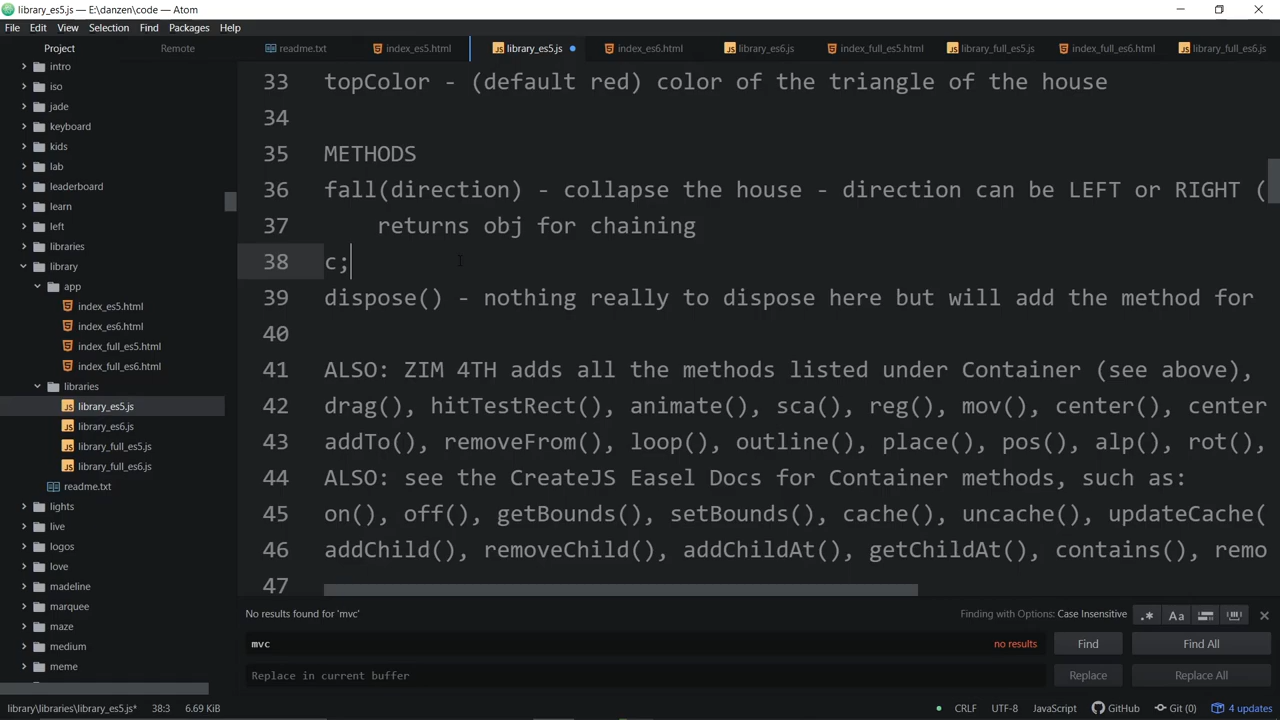 library_es5.js — E:\danzen\code — Atom
File Edit View Selection Find Packages Help
Project Remote
readme.txt index_es5.html library_es5.js index_es6.html library_es6.js index_full_es5.html library_full_es5.js index_full_es6.html library_full_es6.js
intro
iso
jade
keyboard
kids
lab
leaderboard
learn
left
libraries
library
app
index_es5.html
index_es6.html
index_full_es5.html
index_full_es6.html
libraries
library_es5.js
library_es6.js
library_full_es5.js
library_full_es6.js
readme.txt
lights
live
logos
love
madeline
marquee
maze
medium
meme
33 topColor - (default red) color of the triangle of the house
34
35 METHODS
36 fall(direction) - collapse the house - direction can be LEFT or RIGHT (
37 returns obj for chaining
38 c;
39 dispose() - nothing really to dispose here but will add the method for
40
41 ALSO: ZIM 4TH adds all the methods listed under Container (see above),
42 drag(), hitTestRect(), animate(), sca(), reg(), mov(), center(), center
43 addTo(), removeFrom(), loop(), outline(), place(), pos(), alp(), rot(),
44 ALSO: see the CreateJS Easel Docs for Container methods, such as:
45 on(), off(), getBounds(), setBounds(), cache(), uncache(), updateCache(
46 addChild(), removeChild(), addChildAt(), getChildAt(), contains(), remo
47
No results found for 'mvc' Finding with Options: Case Insensitive .* Aa
mvc no results Find Find All
Replace in current buffer Replace Replace All
library\libraries\library_es5.js* 38:3 6.69 KiB CRLF UTF-8 JavaScript GitHub Git (0) 4 updates